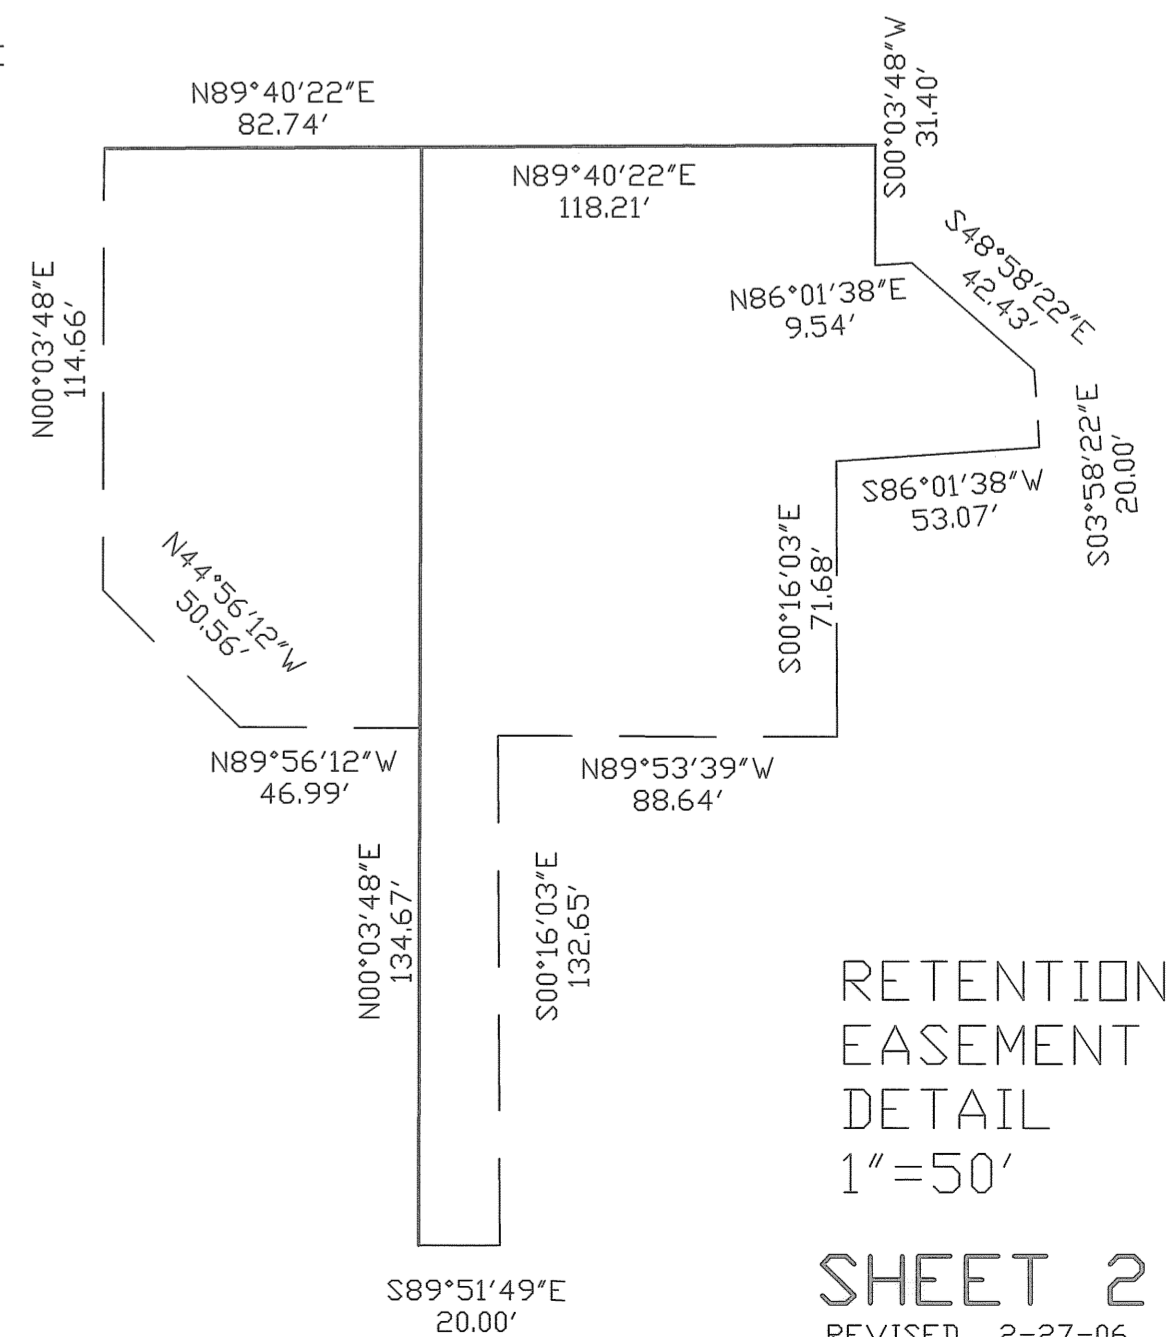 N89°40'22"E
82.74'
S00°03'48"W
31.40'
N89°40'22"E
118.21'
S48°58'22"E
42.43'
N86°01'38"E
9.54'
N00°03'48"E
114.66'
S03°58'22"E
20.00'
S86°01'38"W
53.07'
S00°16'03"E
71.68'
N44°56'12"W
50.56'
N89°56'12"W
46.99'
N89°53'39"W
88.64'
N00°03'48"E
134.67'
S00°16'03"E
132.65'
S89°51'49"E
20.00'
RETENTION
EASEMENT
DETAIL
1"=50'
SHEET 2
REVISED 2-27-06